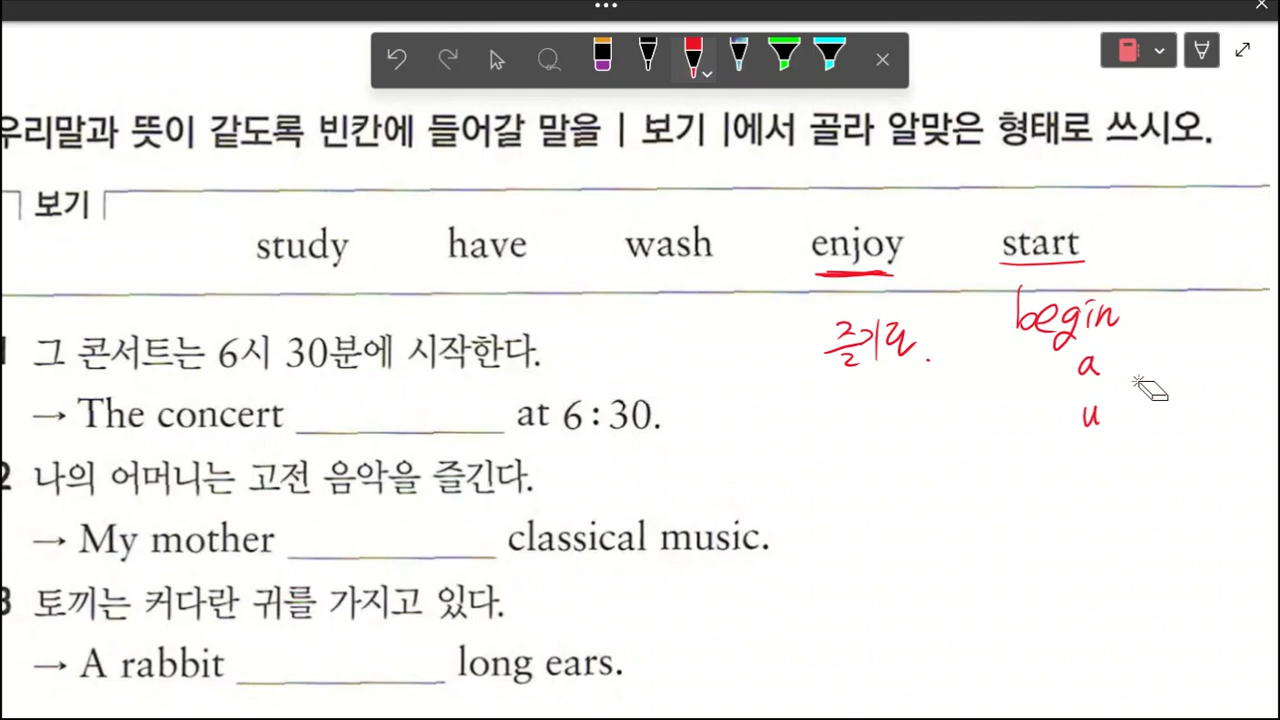 우리말과 뜻이 같도록 빈칸에 들어갈 말을 | 보기 |에서 골라 알맞은 형태로 쓰시오.
보기
study have wash enjoy start
begin
a
u
즐기다.
1 그 콘서트는 6시 30분에 시작한다.
→ The concert __________ at 6:30.
2 나의 어머니는 고전 음악을 즐긴다.
→ My mother __________ classical music.
3 토끼는 커다란 귀를 가지고 있다.
→ A rabbit __________ long ears.